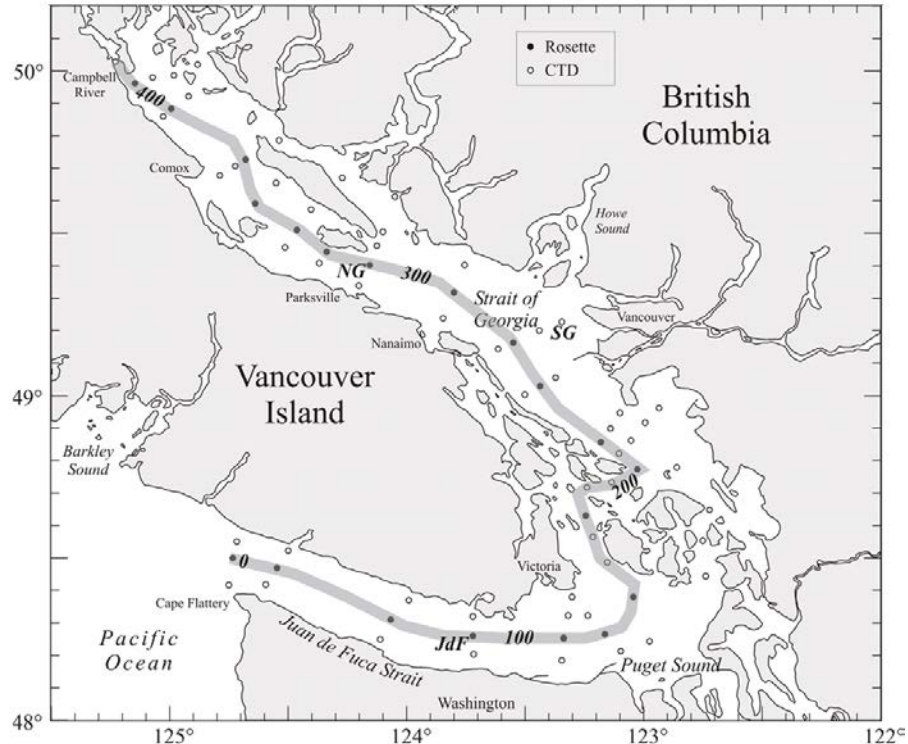 Rosette
CTD
50°
Campbell
River
400
British
Columbia
Comox
Howe
Sound
NG
300
Parksville
Strait of
Georgia
SG
Vancouver
Nanaimo
49°
Vancouver
Island
Barkley
Sound
200
Victoria
0
Cape Flattery
Pacific
Ocean
Juan de Fuca Strait
JdF
100
Puget Sound
Washington
48°
125°
124°
123°
122°